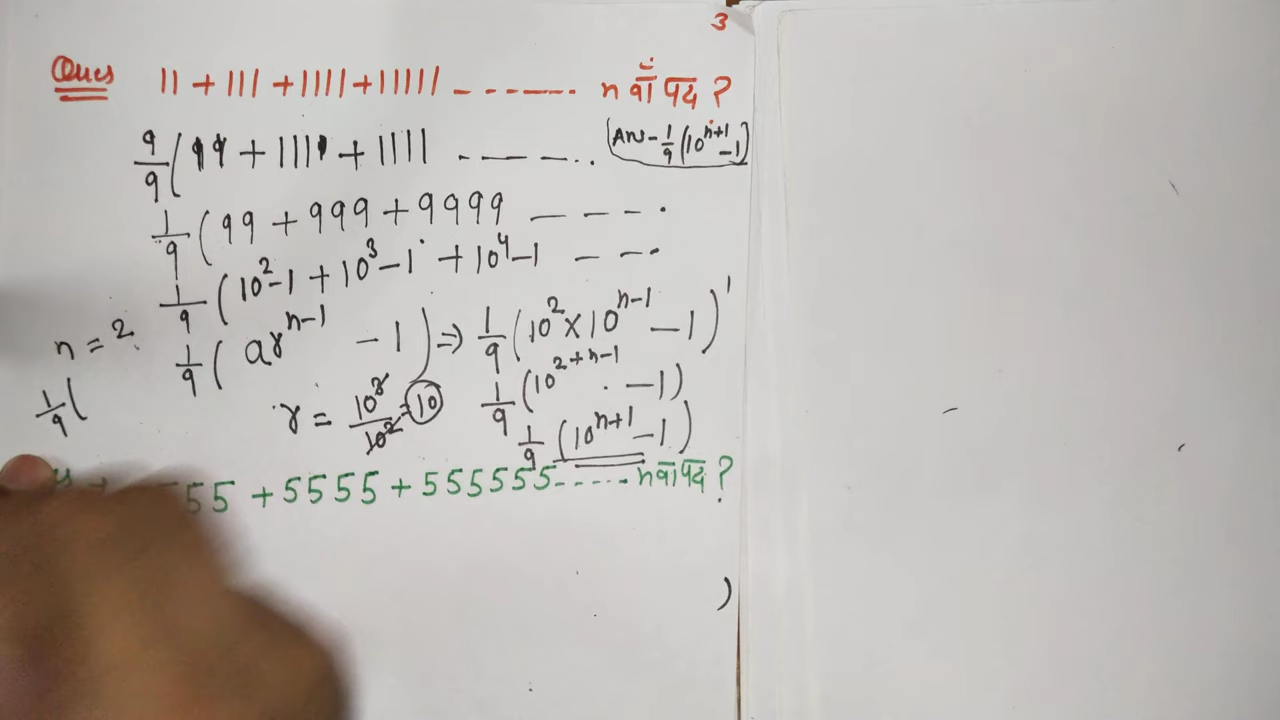 3
Ques 11 + 111 + 1111 + 11111 ------- n वाँ पद ?
9/9 ( 11 + 1111 + 1111 ------.. (AN - 1/9 (10^(n+1) - 1)
1/9 ( 99 + 999 + 9999 ----.
1/9 ( 10^2-1 + 10^3-1 + 10^4-1 ---
n = 2 1/9 ( ar^(n-1) - 1 ) ⇒ 1/9 (10^2 × 10^(n-1) - 1)
1/9 ( r = 10^3/10^2 = 10 1/9 (10^(2+n-1) - 1)
1/9 (10^(n+1) - 1)
55 + 5555 + 555555 ..... n वाँ पद ?
)